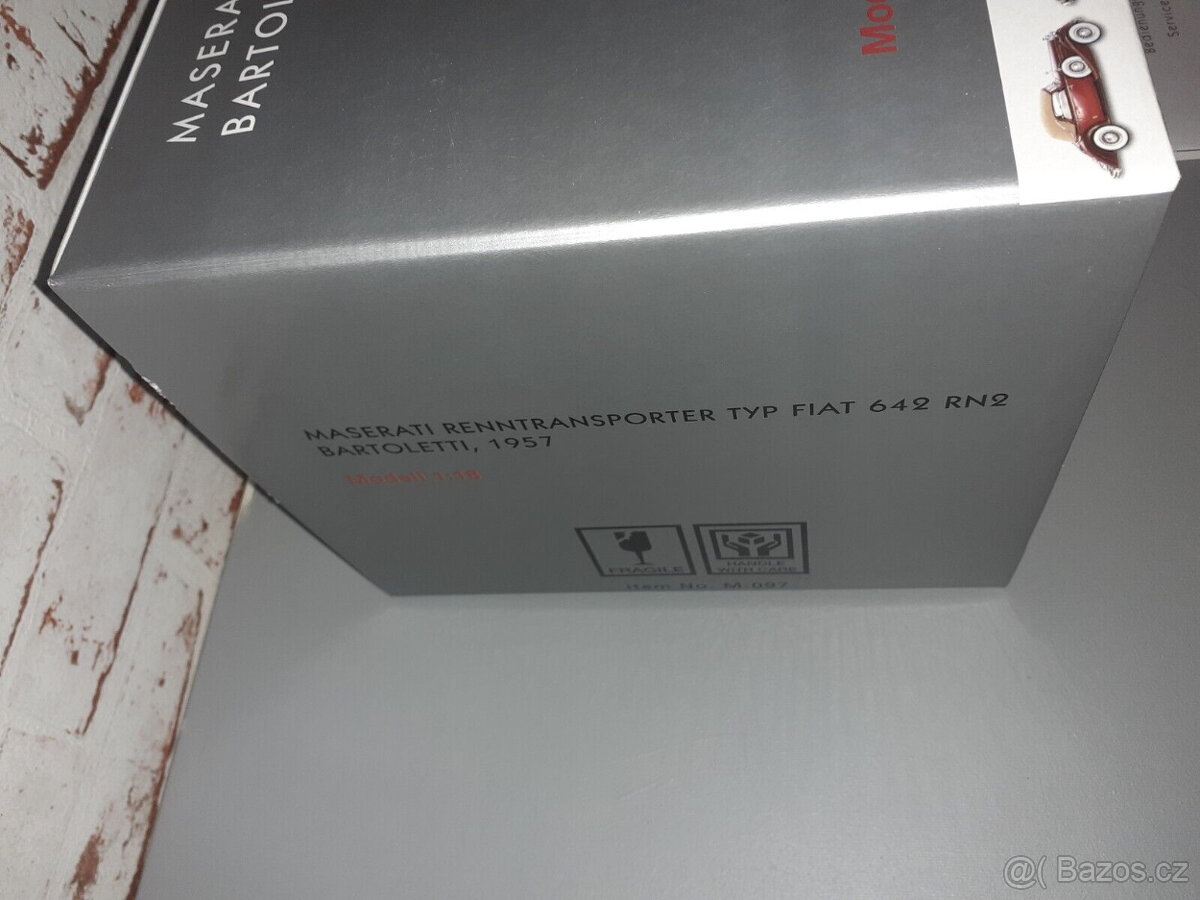 MASERA
BARTOL
Mo
MASERATI RENNTRANSPORTER TYP FIAT 642 RN2
BARTOLETTI, 1957
Modell 1:18
FRAGILE
HANDLE
WITH CARE
Item No. M-097
@( Bazos.cz